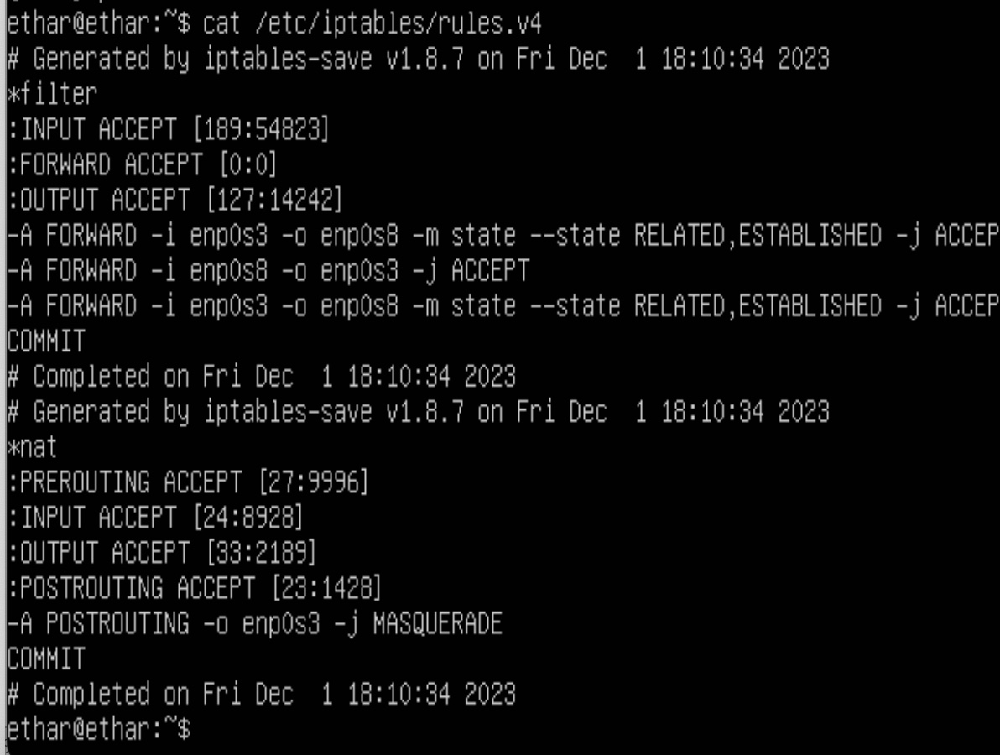 ethar@ethar:~$ cat /etc/iptables/rules.v4
# Generated by iptables-save v1.8.7 on Fri Dec  1 18:10:34 2023
*filter
:INPUT ACCEPT [189:54823]
:FORWARD ACCEPT [0:0]
:OUTPUT ACCEPT [127:14242]
-A FORWARD -i enp0s3 -o enp0s8 -m state --state RELATED,ESTABLISHED -j ACCEP
-A FORWARD -i enp0s8 -o enp0s3 -j ACCEPT
-A FORWARD -i enp0s3 -o enp0s8 -m state --state RELATED,ESTABLISHED -j ACCEP
COMMIT
# Completed on Fri Dec  1 18:10:34 2023
# Generated by iptables-save v1.8.7 on Fri Dec  1 18:10:34 2023
*nat
:PREROUTING ACCEPT [27:9996]
:INPUT ACCEPT [24:8928]
:OUTPUT ACCEPT [33:2189]
:POSTROUTING ACCEPT [23:1428]
-A POSTROUTING -o enp0s3 -j MASQUERADE
COMMIT
# Completed on Fri Dec  1 18:10:34 2023
ethar@ethar:~$